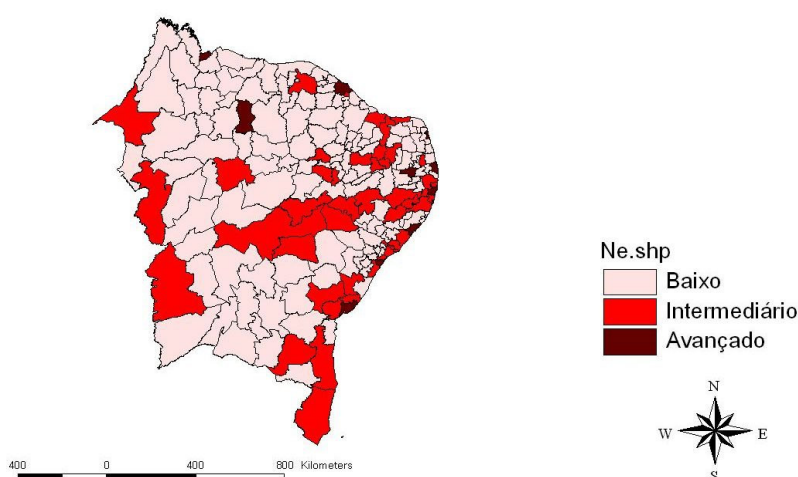 Ne.shp
Baixo
Intermediário
Avançado
N
W E
S
400 0 400 800 Kilometers